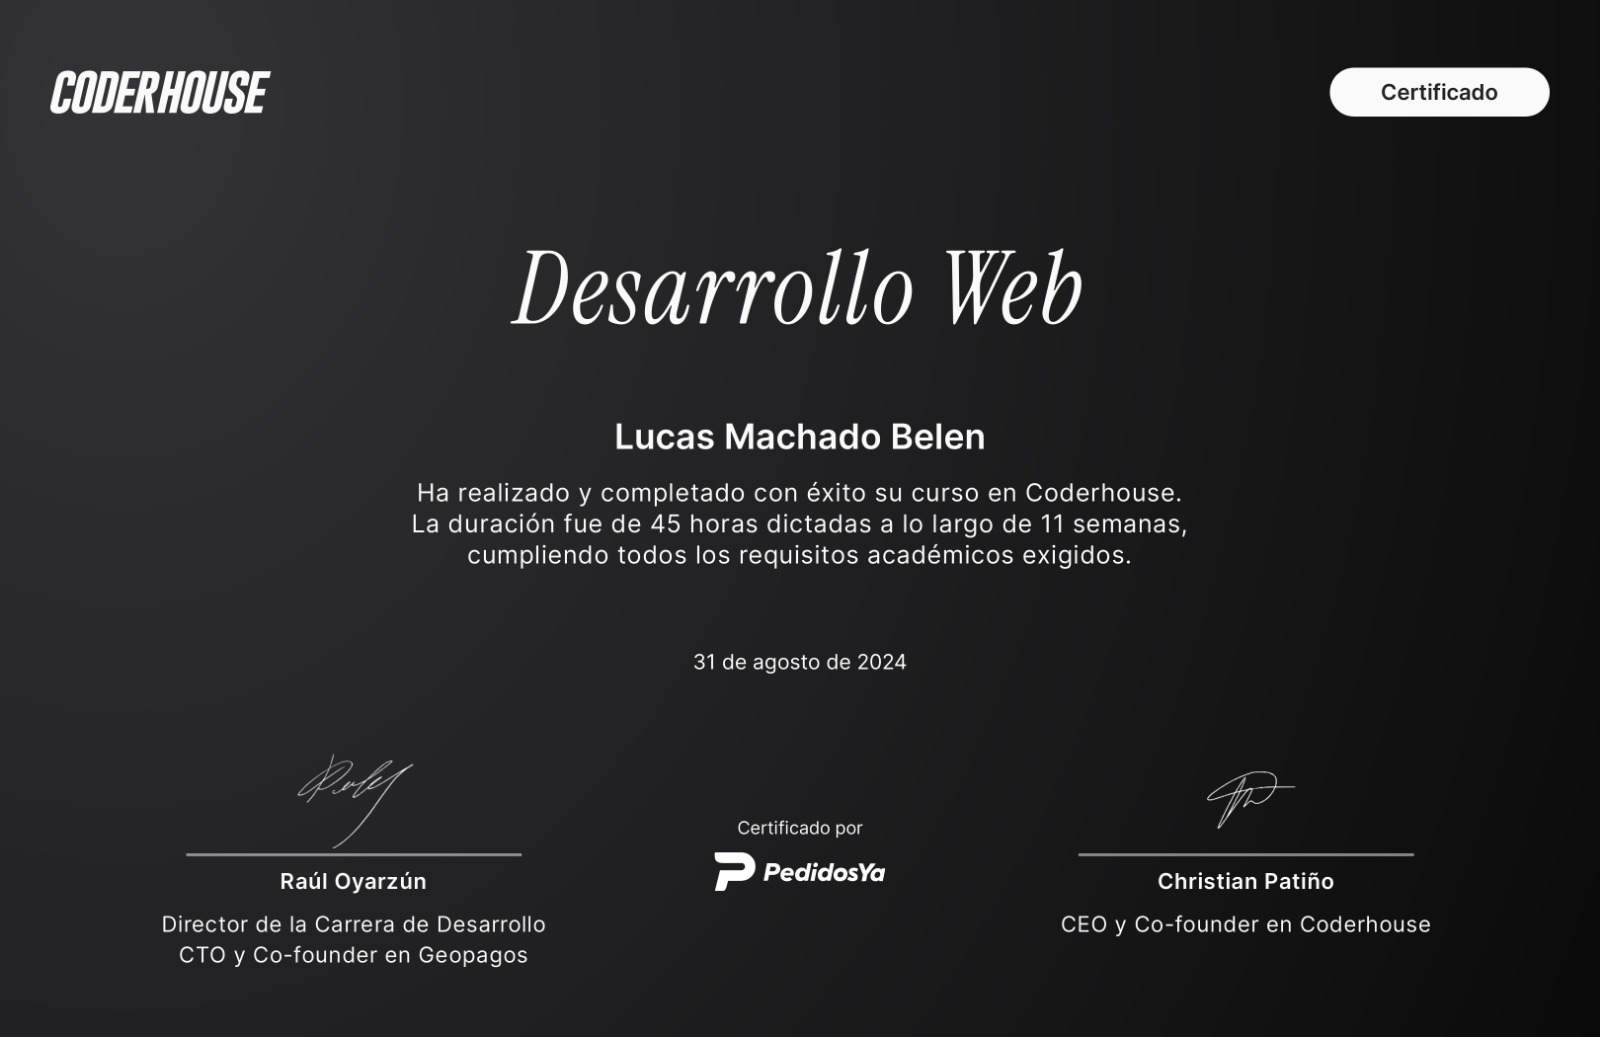 CODERHOUSE
Certificado
Desarrollo Web
Lucas Machado Belen
Ha realizado y completado con éxito su curso en Coderhouse.
La duración fue de 45 horas dictadas a lo largo de 11 semanas,
cumpliendo todos los requisitos académicos exigidos.
31 de agosto de 2024
Raúl Oyarzún
Director de la Carrera de Desarrollo
CTO y Co-founder en Geopagos
Certificado por
PedidosYa
Christian Patiño
CEO y Co-founder en Coderhouse